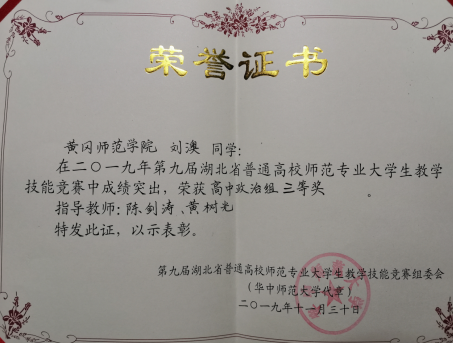 荣誉证书
黄冈师范学院 刘澳 同学:
在二〇一九年第九届湖北省普通高校师范专业大学生教学
技能竞赛中成绩突出，荣获高中政治组三等奖 。
指导教师:陈剑涛、黄树光
特发此证，以示表彰。
第九届湖北省普通高校师范专业大学生教学技能竞赛组委会
（华中师范大学代章）
二〇一九年十一月三十日